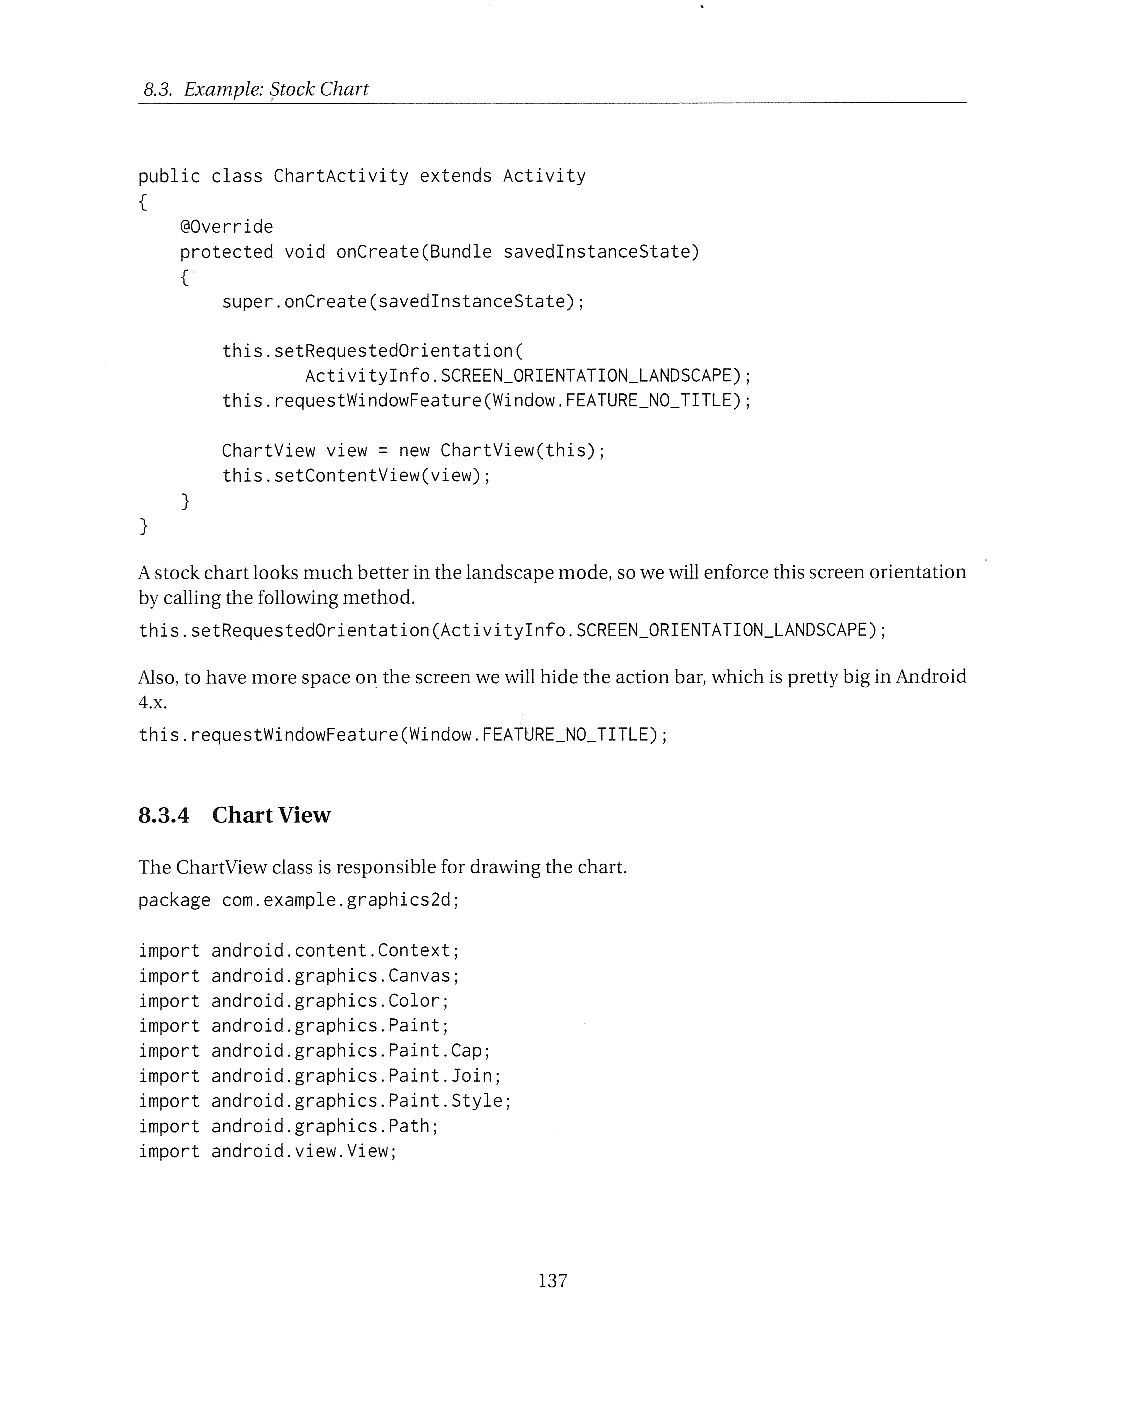 8.3. Example: Stock Chart
public class ChartActivity extends Activity
{
    @Override
    protected void onCreate(Bundle savedInstanceState)
    {
        super.onCreate(savedInstanceState);
        this.setRequestedOrientation(
                ActivityInfo.SCREEN_ORIENTATION_LANDSCAPE);
        this.requestWindowFeature(Window.FEATURE_NO_TITLE);
        ChartView view = new ChartView(this);
        this.setContentView(view);
    }
}
A stock chart looks much better in the landscape mode, so we will enforce this screen orientation
by calling the following method.
this.setRequestedOrientation(ActivityInfo.SCREEN_ORIENTATION_LANDSCAPE);
Also, to have more space on the screen we will hide the action bar, which is pretty big in Android
4.x.
this.requestWindowFeature(Window.FEATURE_NO_TITLE);
8.3.4 Chart View
The ChartView class is responsible for drawing the chart.
package com.example.graphics2d;
import android.content.Context;
import android.graphics.Canvas;
import android.graphics.Color;
import android.graphics.Paint;
import android.graphics.Paint.Cap;
import android.graphics.Paint.Join;
import android.graphics.Paint.Style;
import android.graphics.Path;
import android.view.View;
137